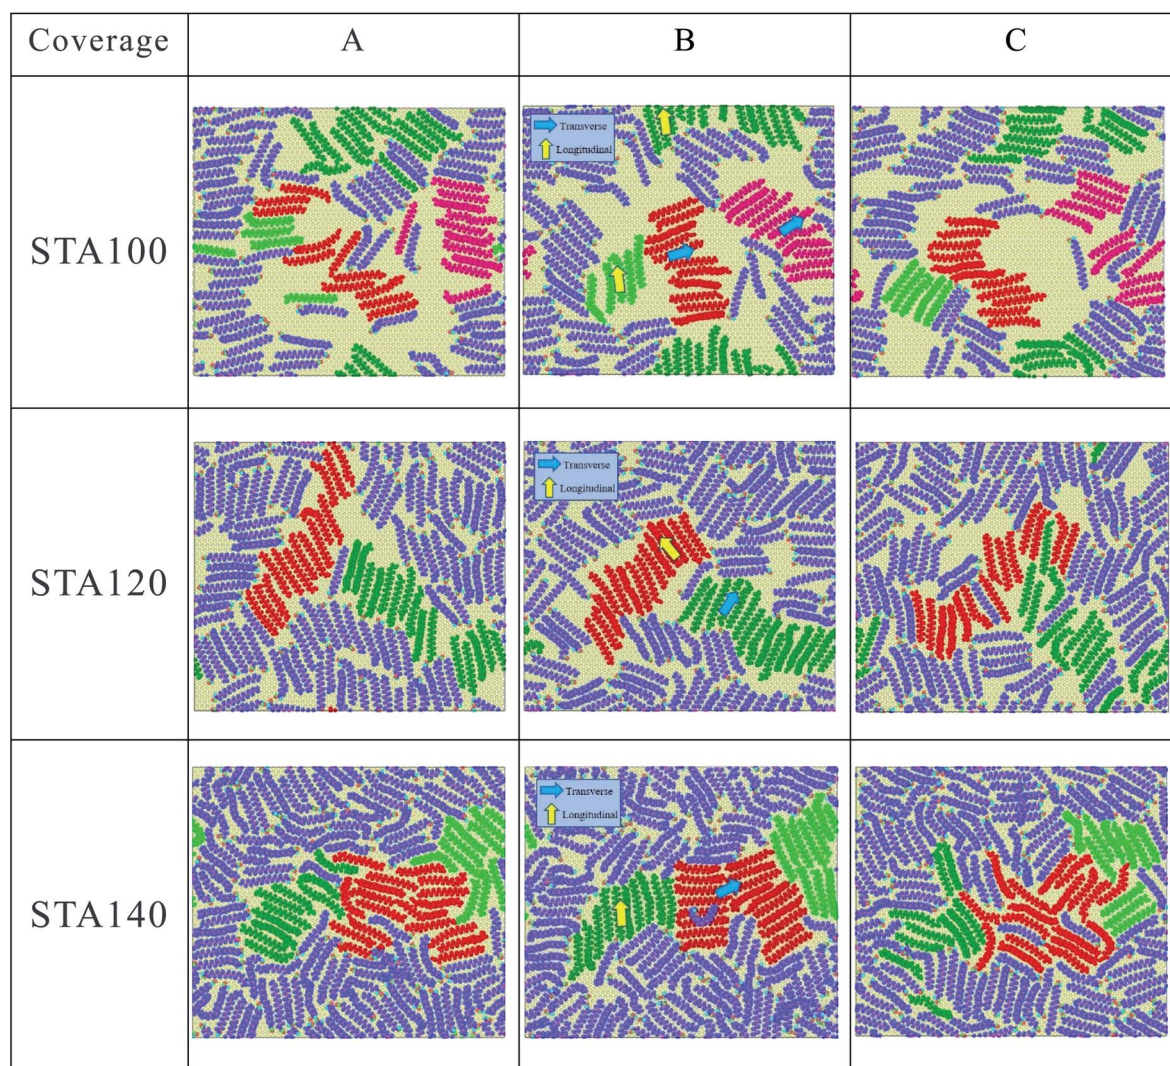 Coverage A B C
STA100
Transverse
Longitudinal
STA120
Transverse
Longitudinal
STA140
Transverse
Longitudinal